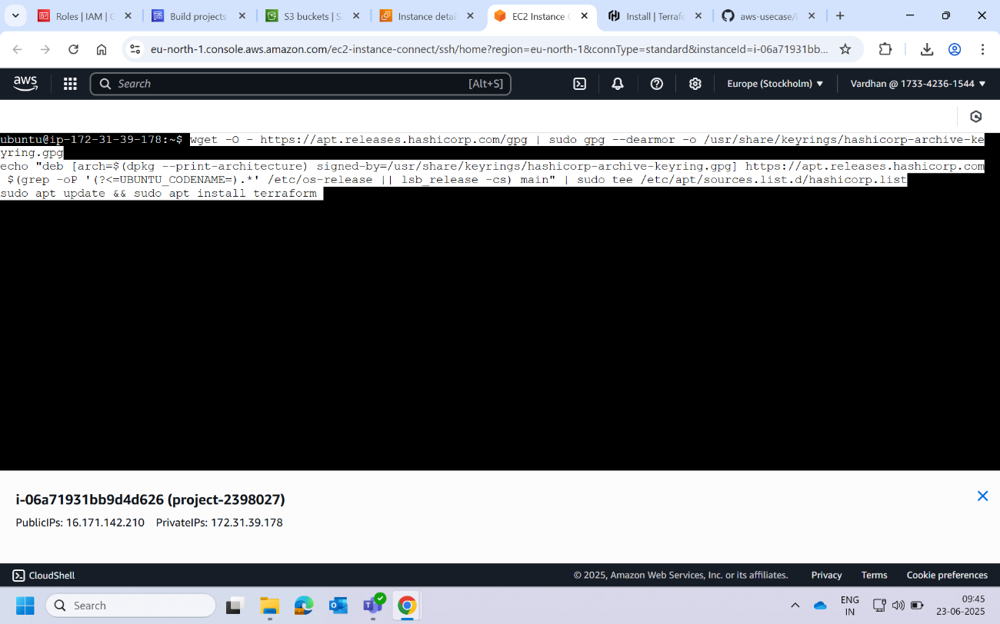 Roles | IAM | G
Build projects
S3 buckets | S
Instance detai
EC2 Instance C
Install | Terrafo
aws-usecase/i
eu-north-1.console.aws.amazon.com/ec2-instance-connect/ssh/home?region=eu-north-1&connType=standard&instanceId=i-06a71931bb...
aws
Search
[Alt+S]
Europe (Stockholm)
Vardhan @ 1733-4236-1544
ubuntu@ip-172-31-39-178:~$ wget -O - https://apt.releases.hashicorp.com/gpg | sudo gpg --dearmor -o /usr/share/keyrings/hashicorp-archive-ke
yring.gpg
echo "deb [arch=$(dpkg --print-architecture) signed-by=/usr/share/keyrings/hashicorp-archive-keyring.gpg] https://apt.releases.hashicorp.com
$(grep -oP '(?<=UBUNTU_CODENAME=).*' /etc/os-release || lsb_release -cs) main" | sudo tee /etc/apt/sources.list.d/hashicorp.list
sudo apt update && sudo apt install terraform
i-06a71931bb9d4d626 (project-2398027)
PublicIPs: 16.171.142.210 PrivateIPs: 172.31.39.178
CloudShell
© 2025, Amazon Web Services, Inc. or its affiliates.
Privacy
Terms
Cookie preferences
Search
ENG
IN
09:45
23-06-2025